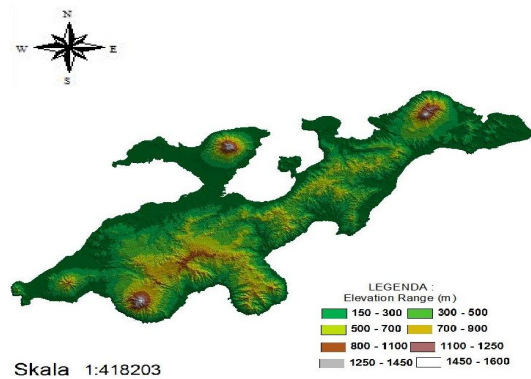 N
W E
S
LEGENDA :
Elevation Range (m)
150 - 300 300 - 500
500 - 700 700 - 900
800 - 1100 1100 - 1250
1250 - 1450 1450 - 1600
Skala 1:418203